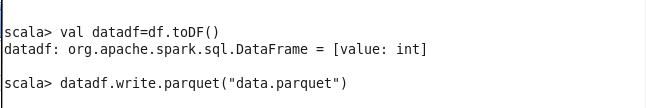 scala> val datadf=df.toDF()
datadf: org.apache.spark.sql.DataFrame = [value: int]
scala> datadf.write.parquet("data.parquet")